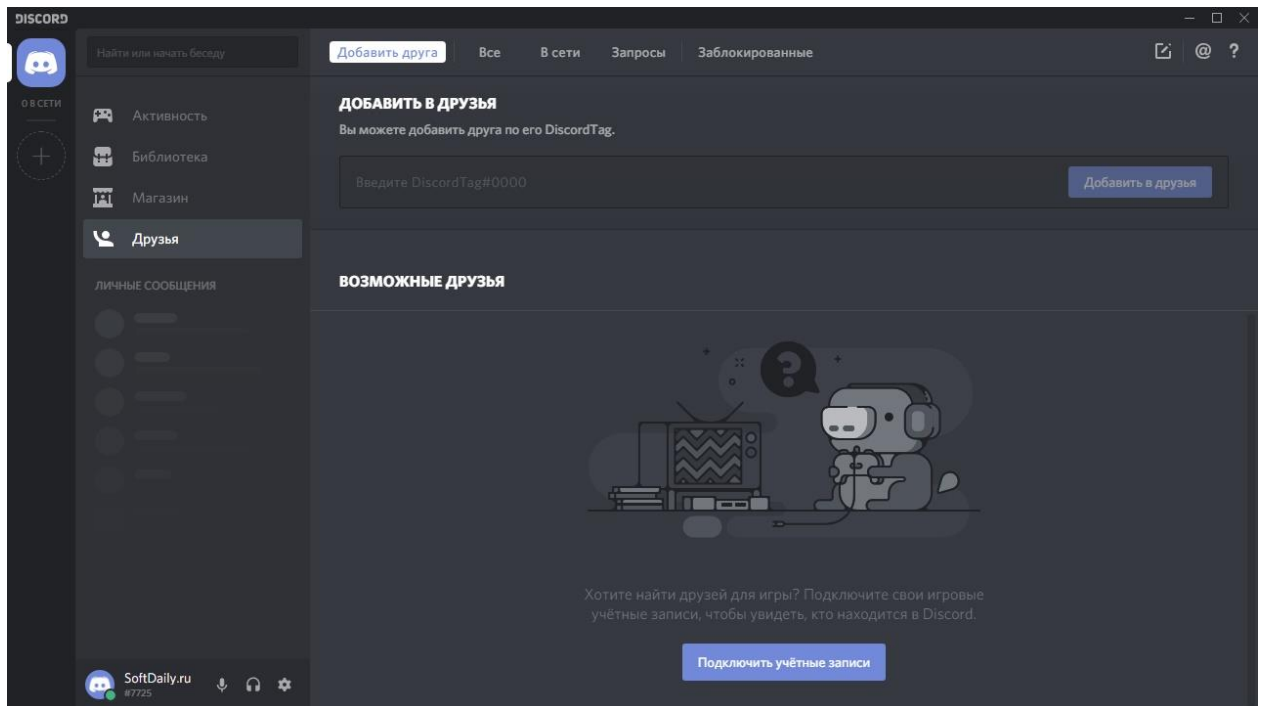 DISCORD
Найти или начать беседу
Добавить друга
Все
В сети
Запросы
Заблокированные
0 В СЕТИ
Активность
Библиотека
Магазин
Друзья
ЛИЧНЫЕ СООБЩЕНИЯ
ДОБАВИТЬ В ДРУЗЬЯ
Вы можете добавить друга по его DiscordTag.
Введите DiscordTag#0000
Добавить в друзья
ВОЗМОЖНЫЕ ДРУЗЬЯ
Хотите найти друзей для игры? Подключите свои игровые
учётные записи, чтобы увидеть, кто находится в Discord.
Подключить учётные записи
SoftDaily.ru
#7725